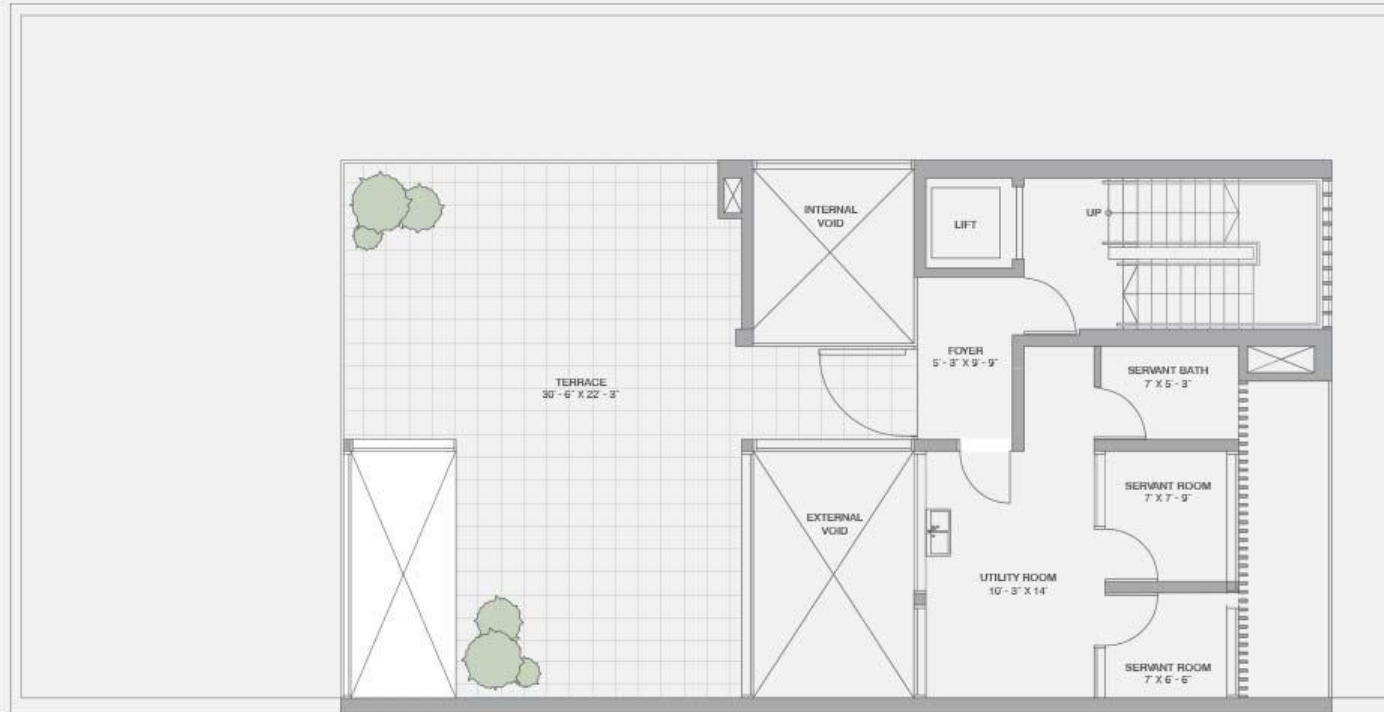 INTERNAL
VOID
LIFT
UP
FOYER
5' - 3" X 9' - 9"
SERVANT BATH
7' X 5' - 3"
TERRACE
30' - 6" X 22' - 3"
SERVANT ROOM
7' X 7' - 9"
EXTERNAL
VOID
UTILITY ROOM
10' - 3" X 14'
SERVANT ROOM
7' X 6' - 6"